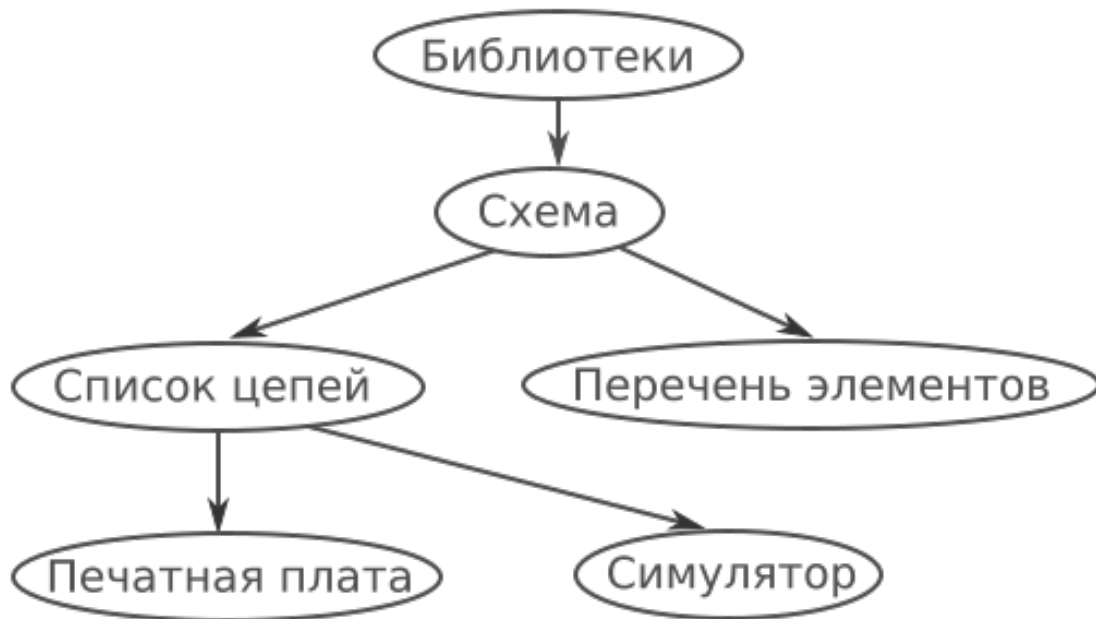 Библиотеки
Схема
Список цепей
Перечень элементов
Печатная плата
Симулятор